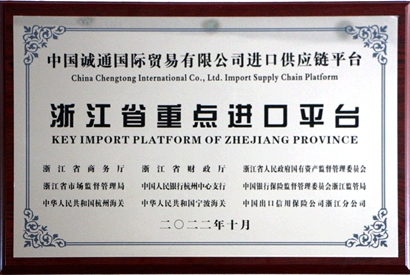 中国诚通国际贸易有限公司进口供应链平台
China Chengtong International Co., Ltd. Import Supply Chain Platform
浙江省重点进口平台
KEY IMPORT PLATFORM OF ZHEJIANG PROVINCE
浙江省商务厅 浙江省财政厅 浙江省人民政府国有资产监督管理委员会
浙江省市场监督管理局 中国人民银行杭州中心支行 中国银行保险监督管理委员会浙江监管局
中华人民共和国杭州海关 中华人民共和国宁波海关 中国出口信用保险公司浙江分公司
二〇二二年十月